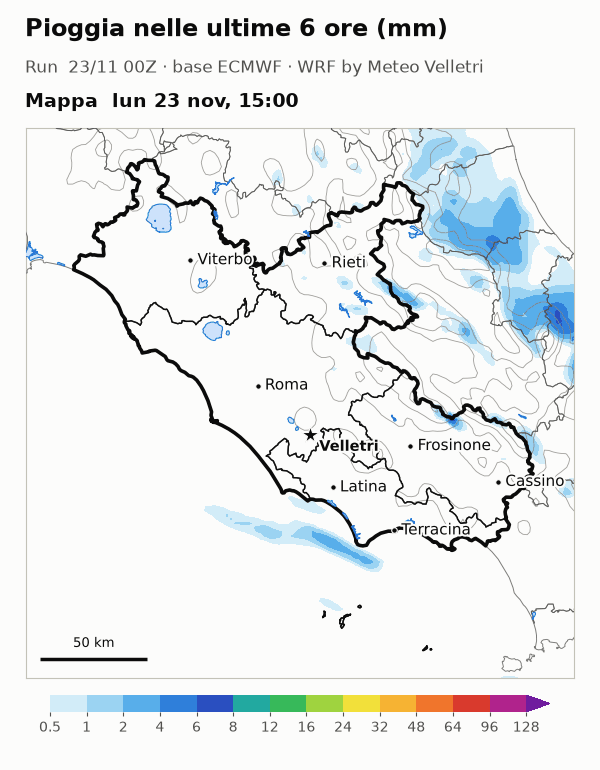 Pioggia nelle ultime 6 ore (mm)
Run  23/11 00Z · base ECMWF · WRF by Meteo Velletri
Mappa  lun 23 nov, 15:00
Viterbo
Rieti
Roma
Velletri
Frosinone
Cassino
Latina
Terracina
50 km
0.5 1 2 4 6 8 12 16 24 32 48 64 96 128